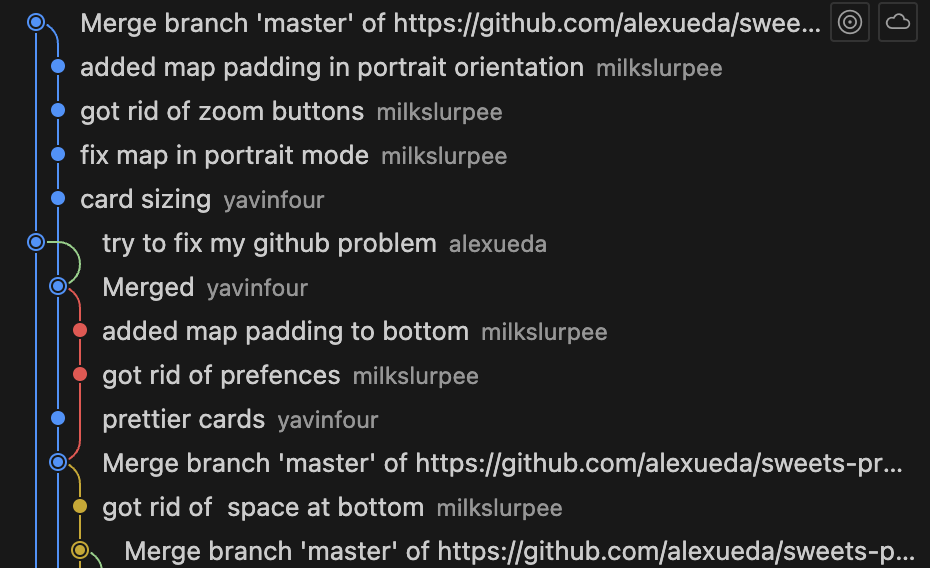 Merge branch 'master' of https://github.com/alexueda/swee...
added map padding in portrait orientation milkslurpee
got rid of zoom buttons milkslurpee
fix map in portrait mode milkslurpee
card sizing yavinfour
try to fix my github problem alexueda
Merged yavinfour
added map padding to bottom milkslurpee
got rid of prefences milkslurpee
prettier cards yavinfour
Merge branch 'master' of https://github.com/alexueda/sweets-pr...
got rid of  space at bottom milkslurpee
Merge branch 'master' of https://github.com/alexueda/sweets-p...